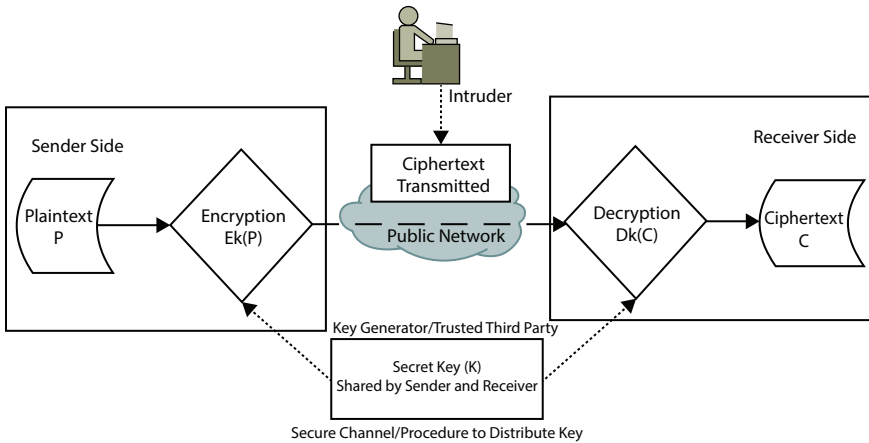 Intruder
Sender Side
Plaintext
P
Encryption
Ek(P)
Ciphertext
Transmitted
Public Network
Receiver Side
Decryption
Dk(C)
Ciphertext
C
Key Generator/Trusted Third Party
Secret Key (K)
Shared by Sender and Receiver
Secure Channel/Procedure to Distribute Key